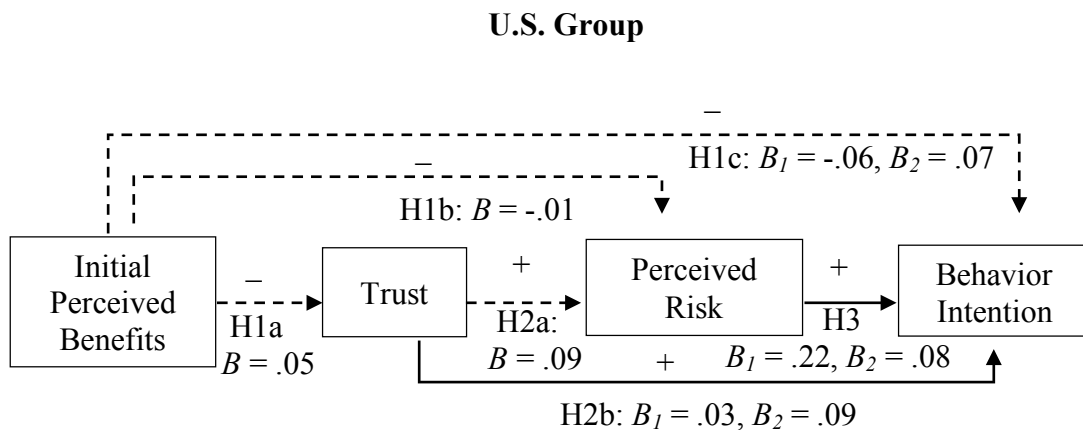 U.S. Group
–
H1c: B₁ = -.06, B₂ = .07
–
H1b: B = -.01
Initial
Perceived
Benefits
–
H1a
B = .05
Trust
+
H2a:
B = .09
Perceived
Risk
+
H3
B₁ = .22, B₂ = .08
Behavior
Intention
+
H2b: B₁ = .03, B₂ = .09